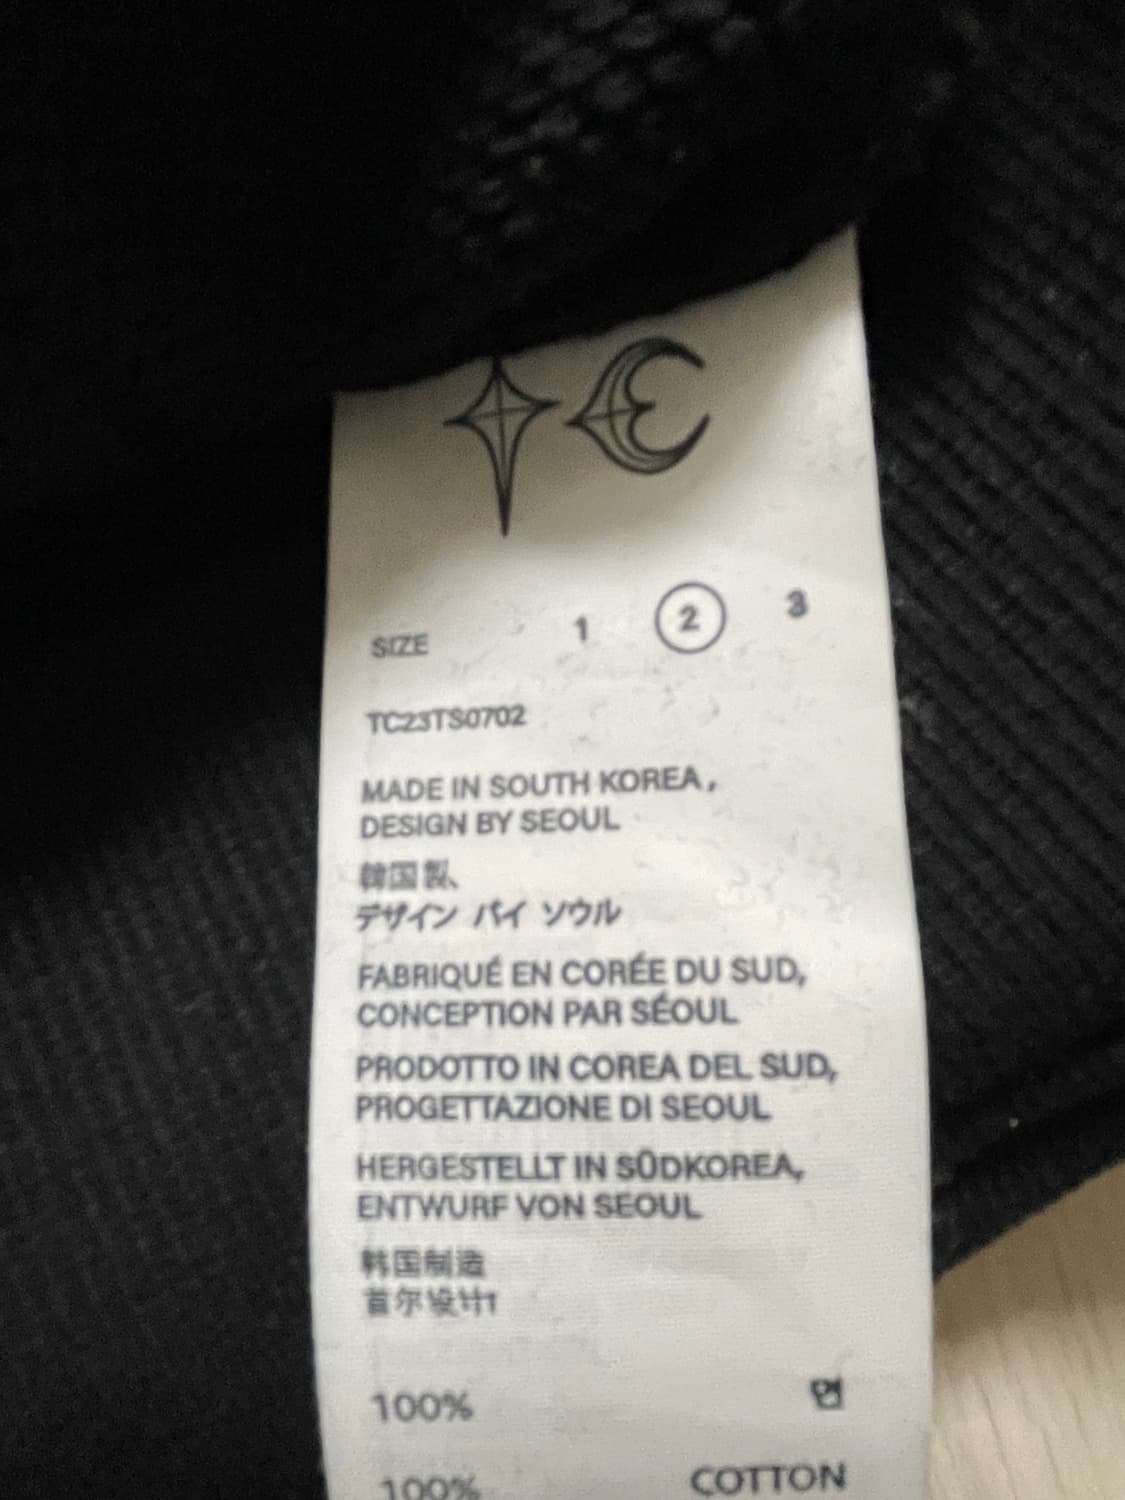 SIZE 1 2 3
TC23TS0702
MADE IN SOUTH KOREA,
DESIGN BY SEOUL
韓国製、
デザイン バイ ソウル
FABRIQUÉ EN CORÉE DU SUD,
CONCEPTION PAR SÉOUL
PRODOTTO IN COREA DEL SUD,
PROGETTAZIONE DI SEOUL
HERGESTELLT IN SÜDKOREA,
ENTWURF VON SEOUL
韩国制造
首尔设计
100% 면
100% COTTON